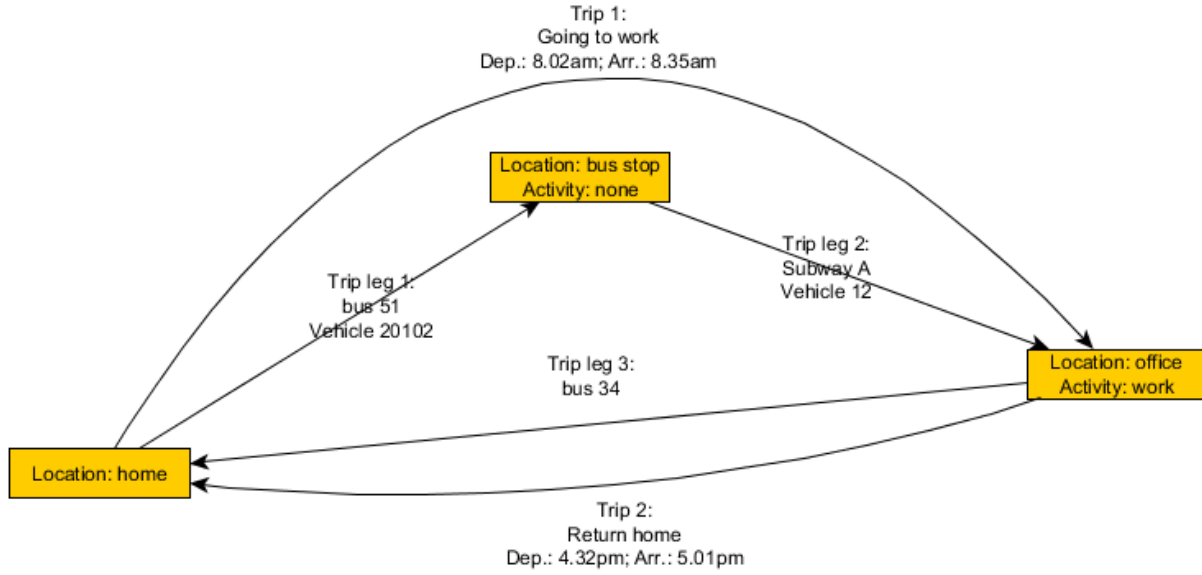 Trip 1:
Going to work
Dep.: 8.02am; Arr.: 8.35am
Location: bus stop
Activity: none
Trip leg 2:
Subway A
Vehicle 12
Trip leg 1:
bus 51
Vehicle 20102
Trip leg 3:
bus 34
Location: office
Activity: work
Location: home
Trip 2:
Return home
Dep.: 4.32pm; Arr.: 5.01pm